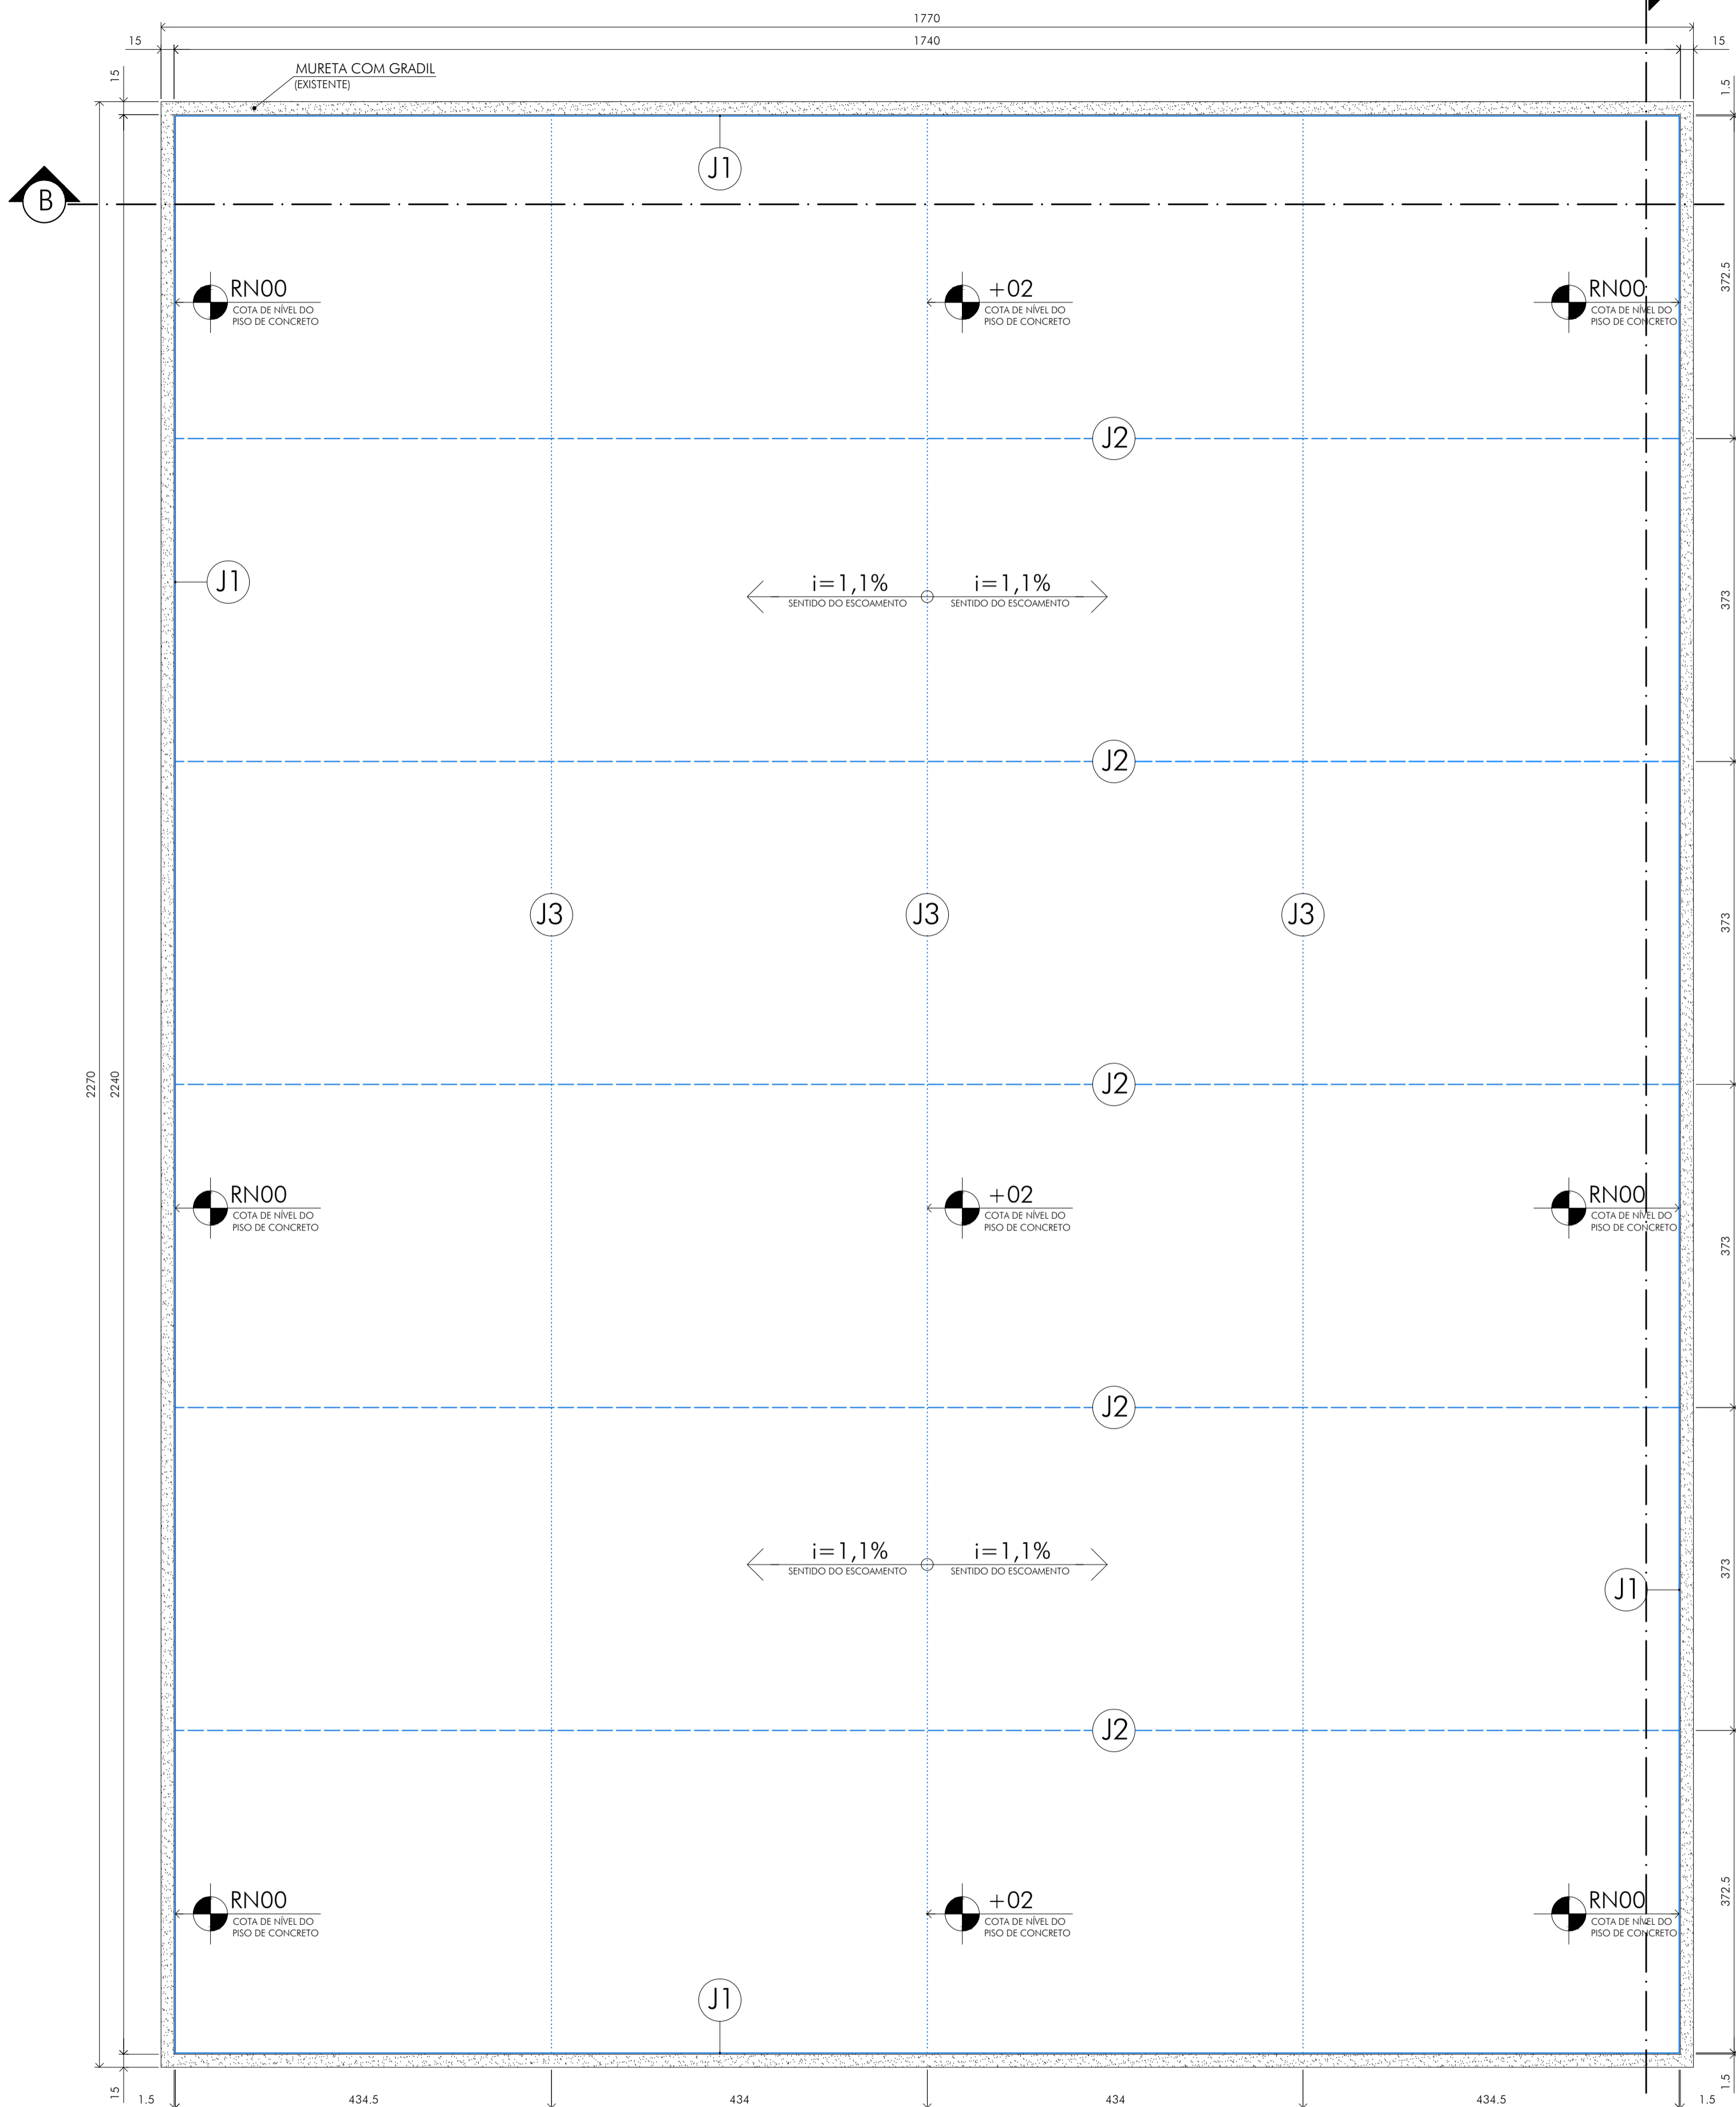 1770
15
1740
15
MURETA COM GRADIL
(EXISTENTE)
15
1.5
J1
B
RN00
COTA DE NÍVEL DO
PISO DE CONCRETO
+02
COTA DE NÍVEL DO
PISO DE CONCRETO
RN00
COTA DE NÍVEL DO
PISO DE CONCRETO
372.5
J2
J1
i=1,1%
SENTIDO DO ESCOAMENTO
i=1,1%
SENTIDO DO ESCOAMENTO
373
J2
J3
J3
J3
373
2270
2240
J2
RN00
COTA DE NÍVEL DO
PISO DE CONCRETO
+02
COTA DE NÍVEL DO
PISO DE CONCRETO
RN00
COTA DE NÍVEL DO
PISO DE CONCRETO
373
J2
i=1,1%
SENTIDO DO ESCOAMENTO
i=1,1%
SENTIDO DO ESCOAMENTO
373
J1
J2
RN00
COTA DE NÍVEL DO
PISO DE CONCRETO
+02
COTA DE NÍVEL DO
PISO DE CONCRETO
RN00
COTA DE NÍVEL DO
PISO DE CONCRETO
372.5
J1
15
1.5
434.5
434
434
434.5
1.5
1.5